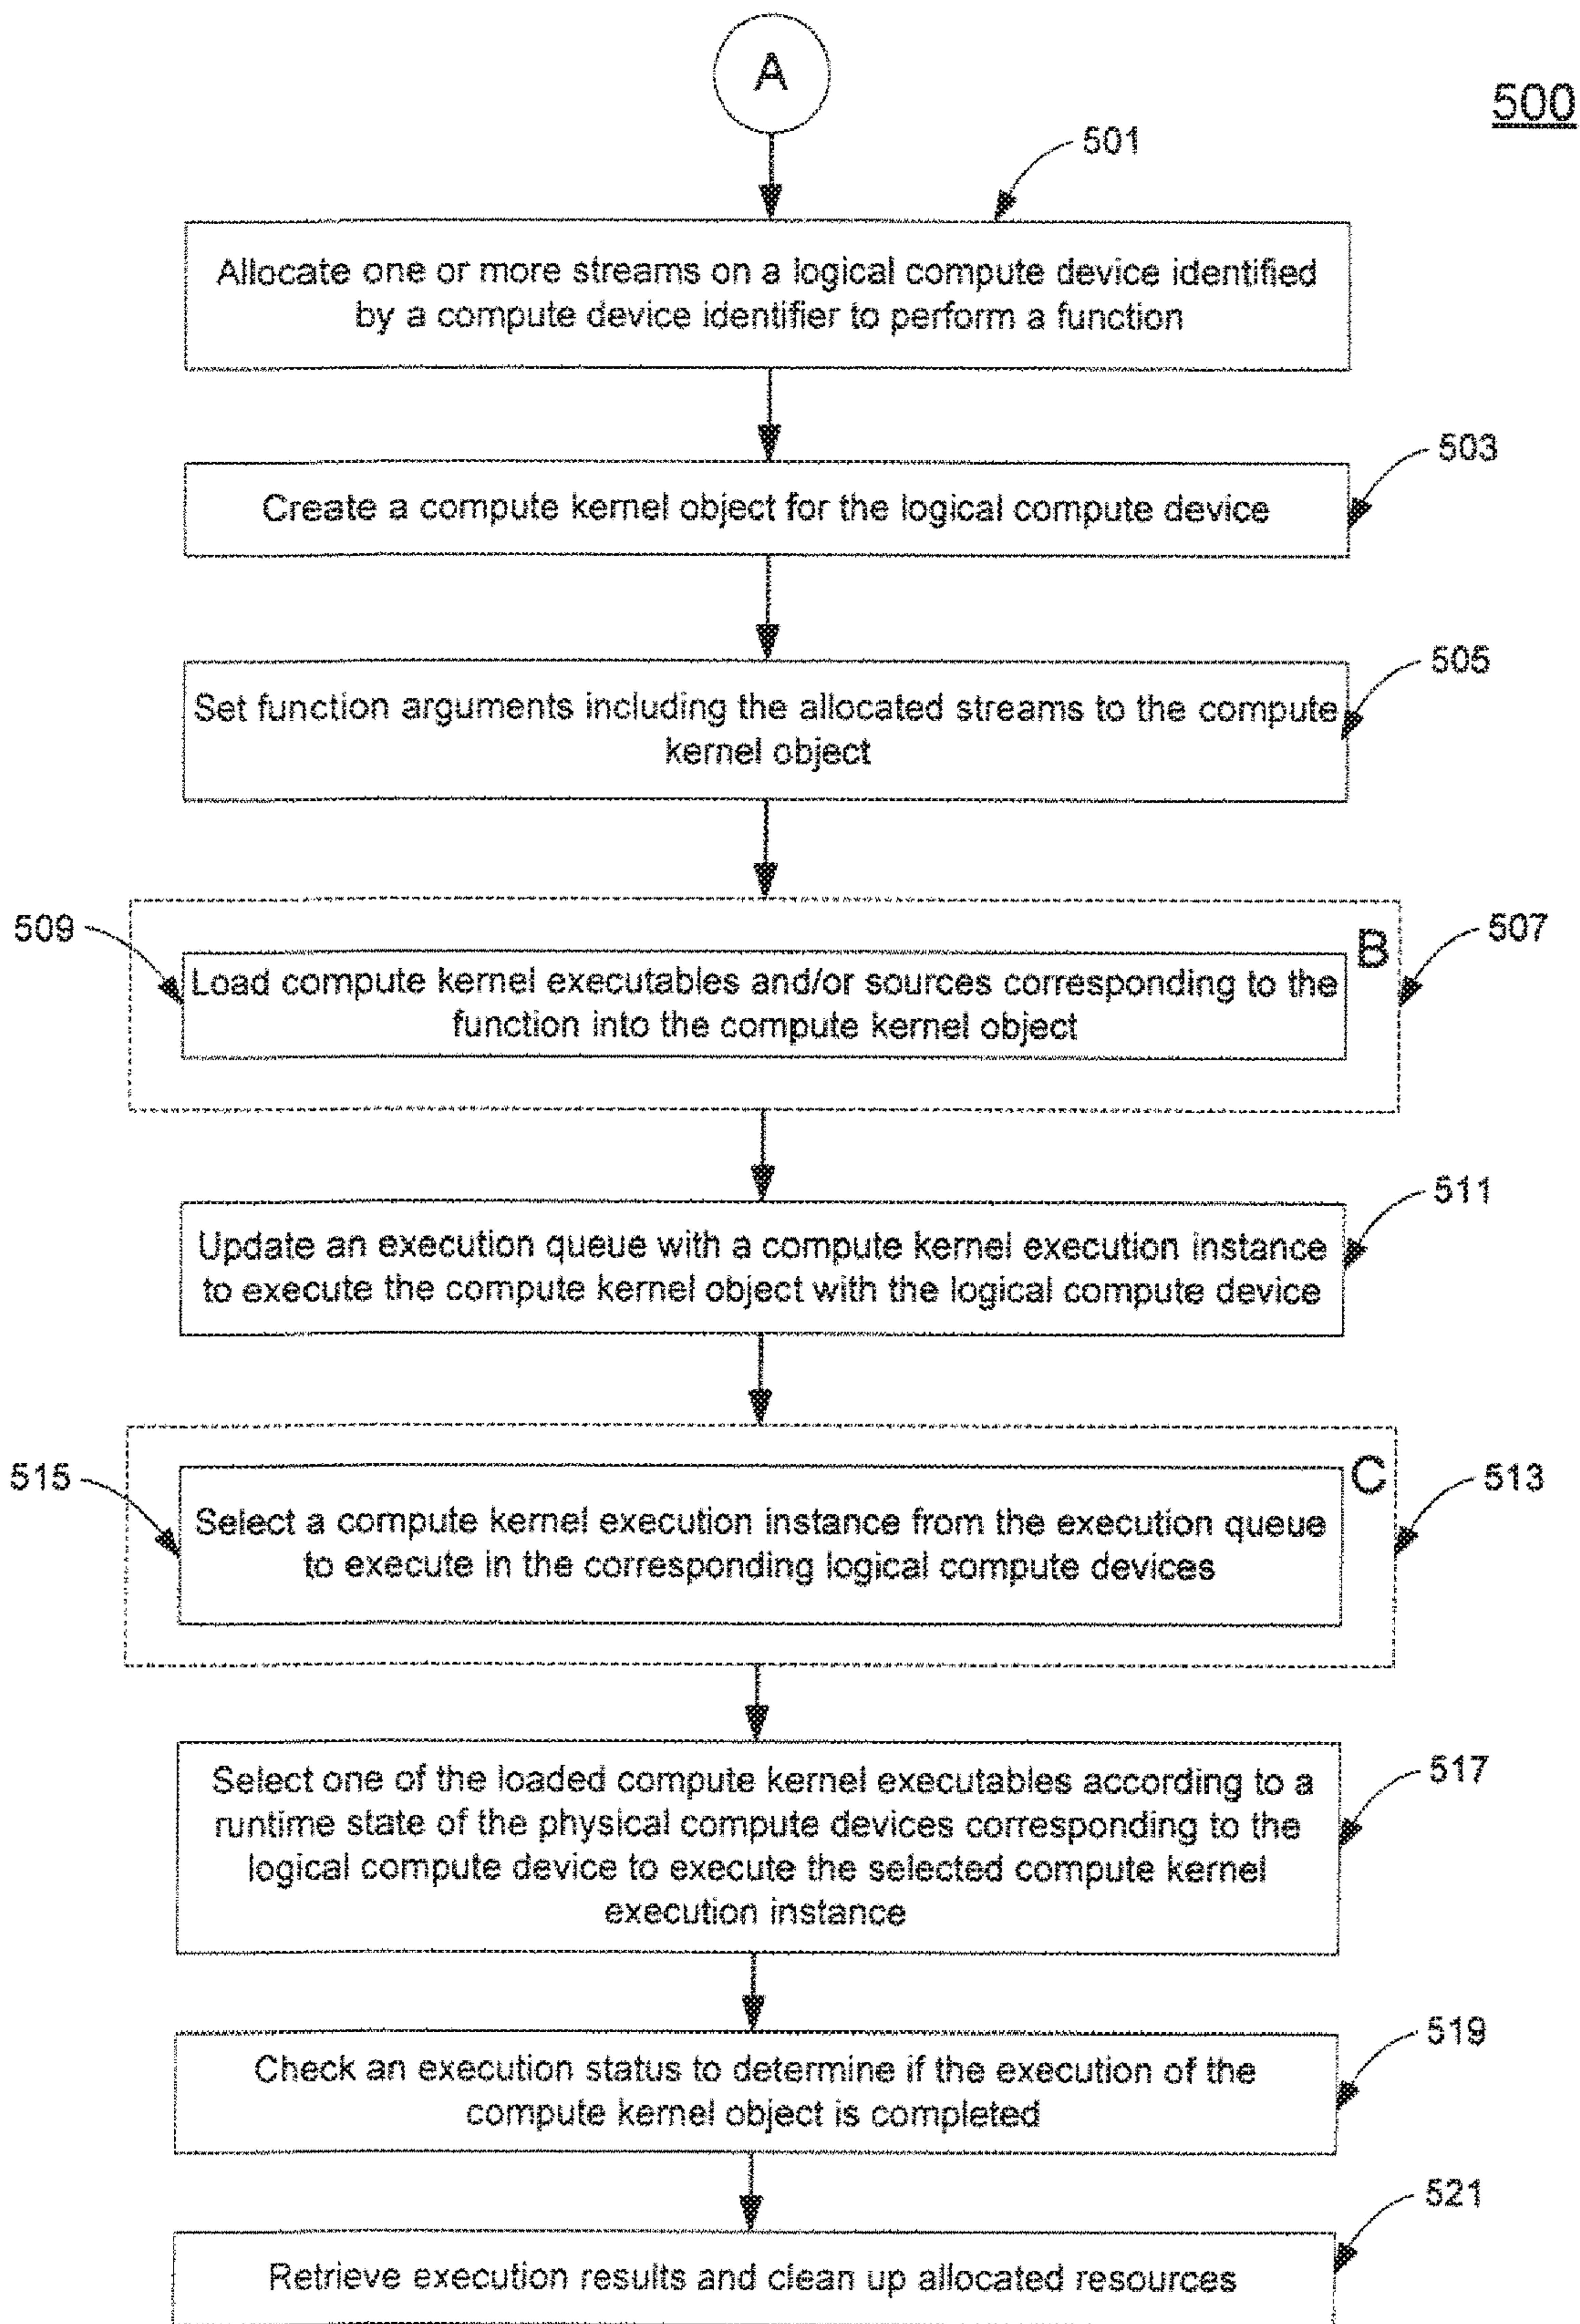 A
500
501
Allocate one or more streams on a logical compute device identified
by a compute device identifier to perform a function
503
Create a compute kernel object for the logical compute device
505
Set function arguments including the allocated streams to the compute
kernel object
509
B
507
Load compute kernel executables and/or sources corresponding to the
function into the compute kernel object
511
Update an execution queue with a compute kernel execution instance
to execute the compute kernel object with the logical compute device
515
C
513
Select a compute kernel execution instance from the execution queue
to execute in the corresponding logical compute devices
517
Select one of the loaded compute kernel executables according to a
runtime state of the physical compute devices corresponding to the
logical compute device to execute the selected compute kernel
execution instance
519
Check an execution status to determine if the execution of the
compute kernel object is completed
521
Retrieve execution results and clean up allocated resources